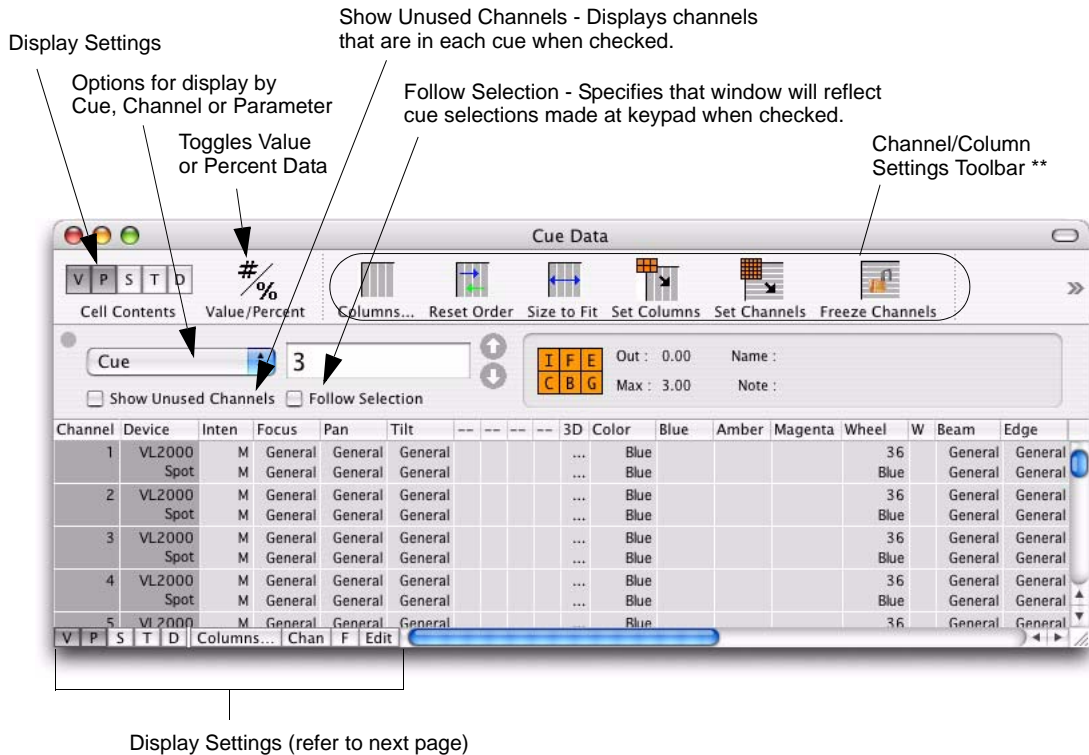 Show Unused Channels - Displays channels
that are in each cue when checked.
Display Settings
Options for display by
Cue, Channel or Parameter
Follow Selection - Specifies that window will reflect
cue selections made at keypad when checked.
Toggles Value
or Percent Data
Channel/Column
Settings Toolbar **
Cue Data
V P S T D
#/%
Cell Contents Value/Percent Columns... Reset Order Size to Fit Set Columns Set Channels Freeze Channels »
Cue 3
I F E Out : 0.00 Name :
C B G Max : 3.00 Note :
Show Unused Channels Follow Selection
Channel Device Inten Focus Pan Tilt -- -- -- -- 3D Color Blue Amber Magenta Wheel W Beam Edge
1 VL2000 M General General General ... Blue 36 General General
Spot M General General General ... Blue Blue General General
2 VL2000 M General General General ... Blue 36 General General
Spot M General General General ... Blue Blue General General
3 VL2000 M General General General ... Blue 36 General General
Spot M General General General ... Blue Blue General General
4 VL2000 M General General General ... Blue 36 General General
Spot M General General General ... Blue Blue General General
5 VL2000 M General General General ... Blue 36 General General
V P S T D Columns... Chan F Edit
Display Settings (refer to next page)